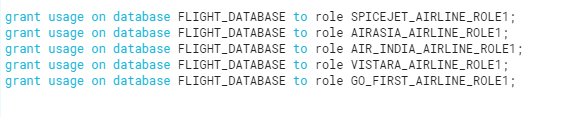 grant usage on database FLIGHT_DATABASE to role SPICEJET_AIRLINE_ROLE1;
grant usage on database FLIGHT_DATABASE to role AIRASIA_AIRLINE_ROLE1;
grant usage on database FLIGHT_DATABASE to role AIR_INDIA_AIRLINE_ROLE1;
grant usage on database FLIGHT_DATABASE to role VISTARA_AIRLINE_ROLE1;
grant usage on database FLIGHT_DATABASE to role GO_FIRST_AIRLINE_ROLE1;